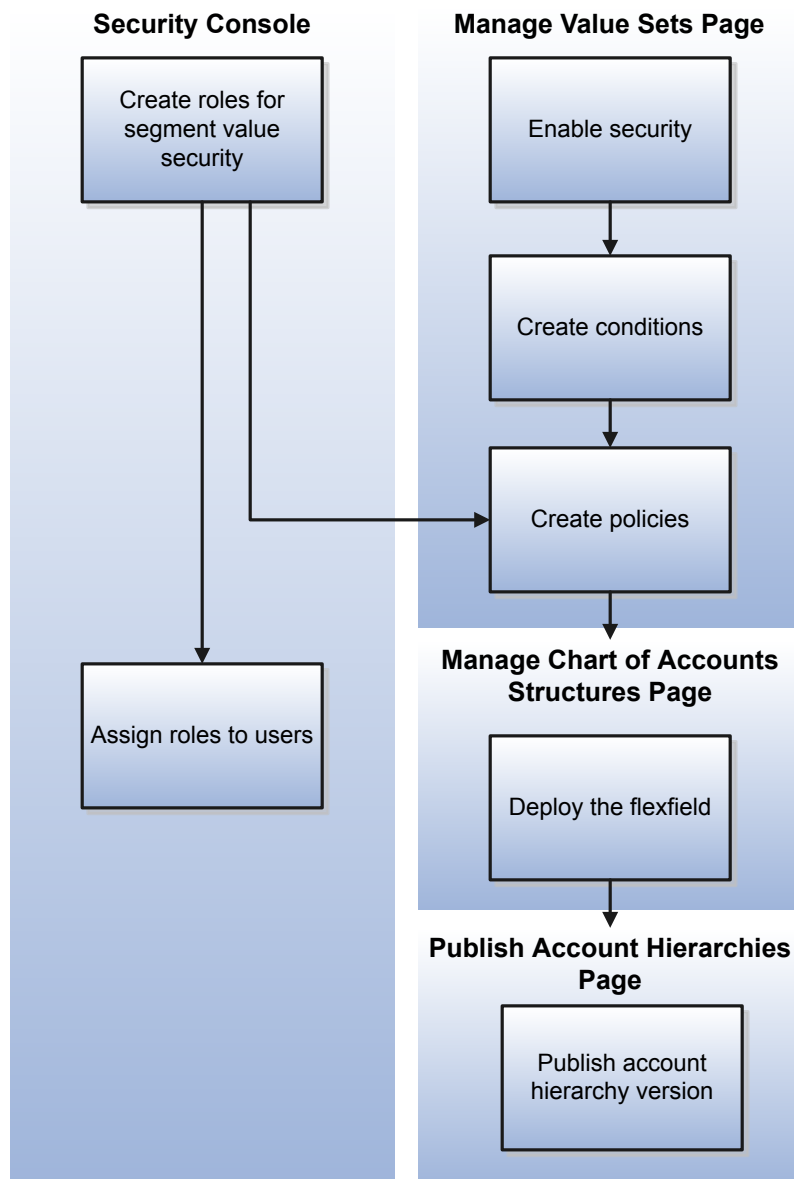 Security Console
Create roles for
segment value
security
Assign roles to users
Manage Value Sets Page
Enable security
Create conditions
Create policies
Manage Chart of Accounts
Structures Page
Deploy the flexfield
Publish Account Hierarchies
Page
Publish account
hierarchy version